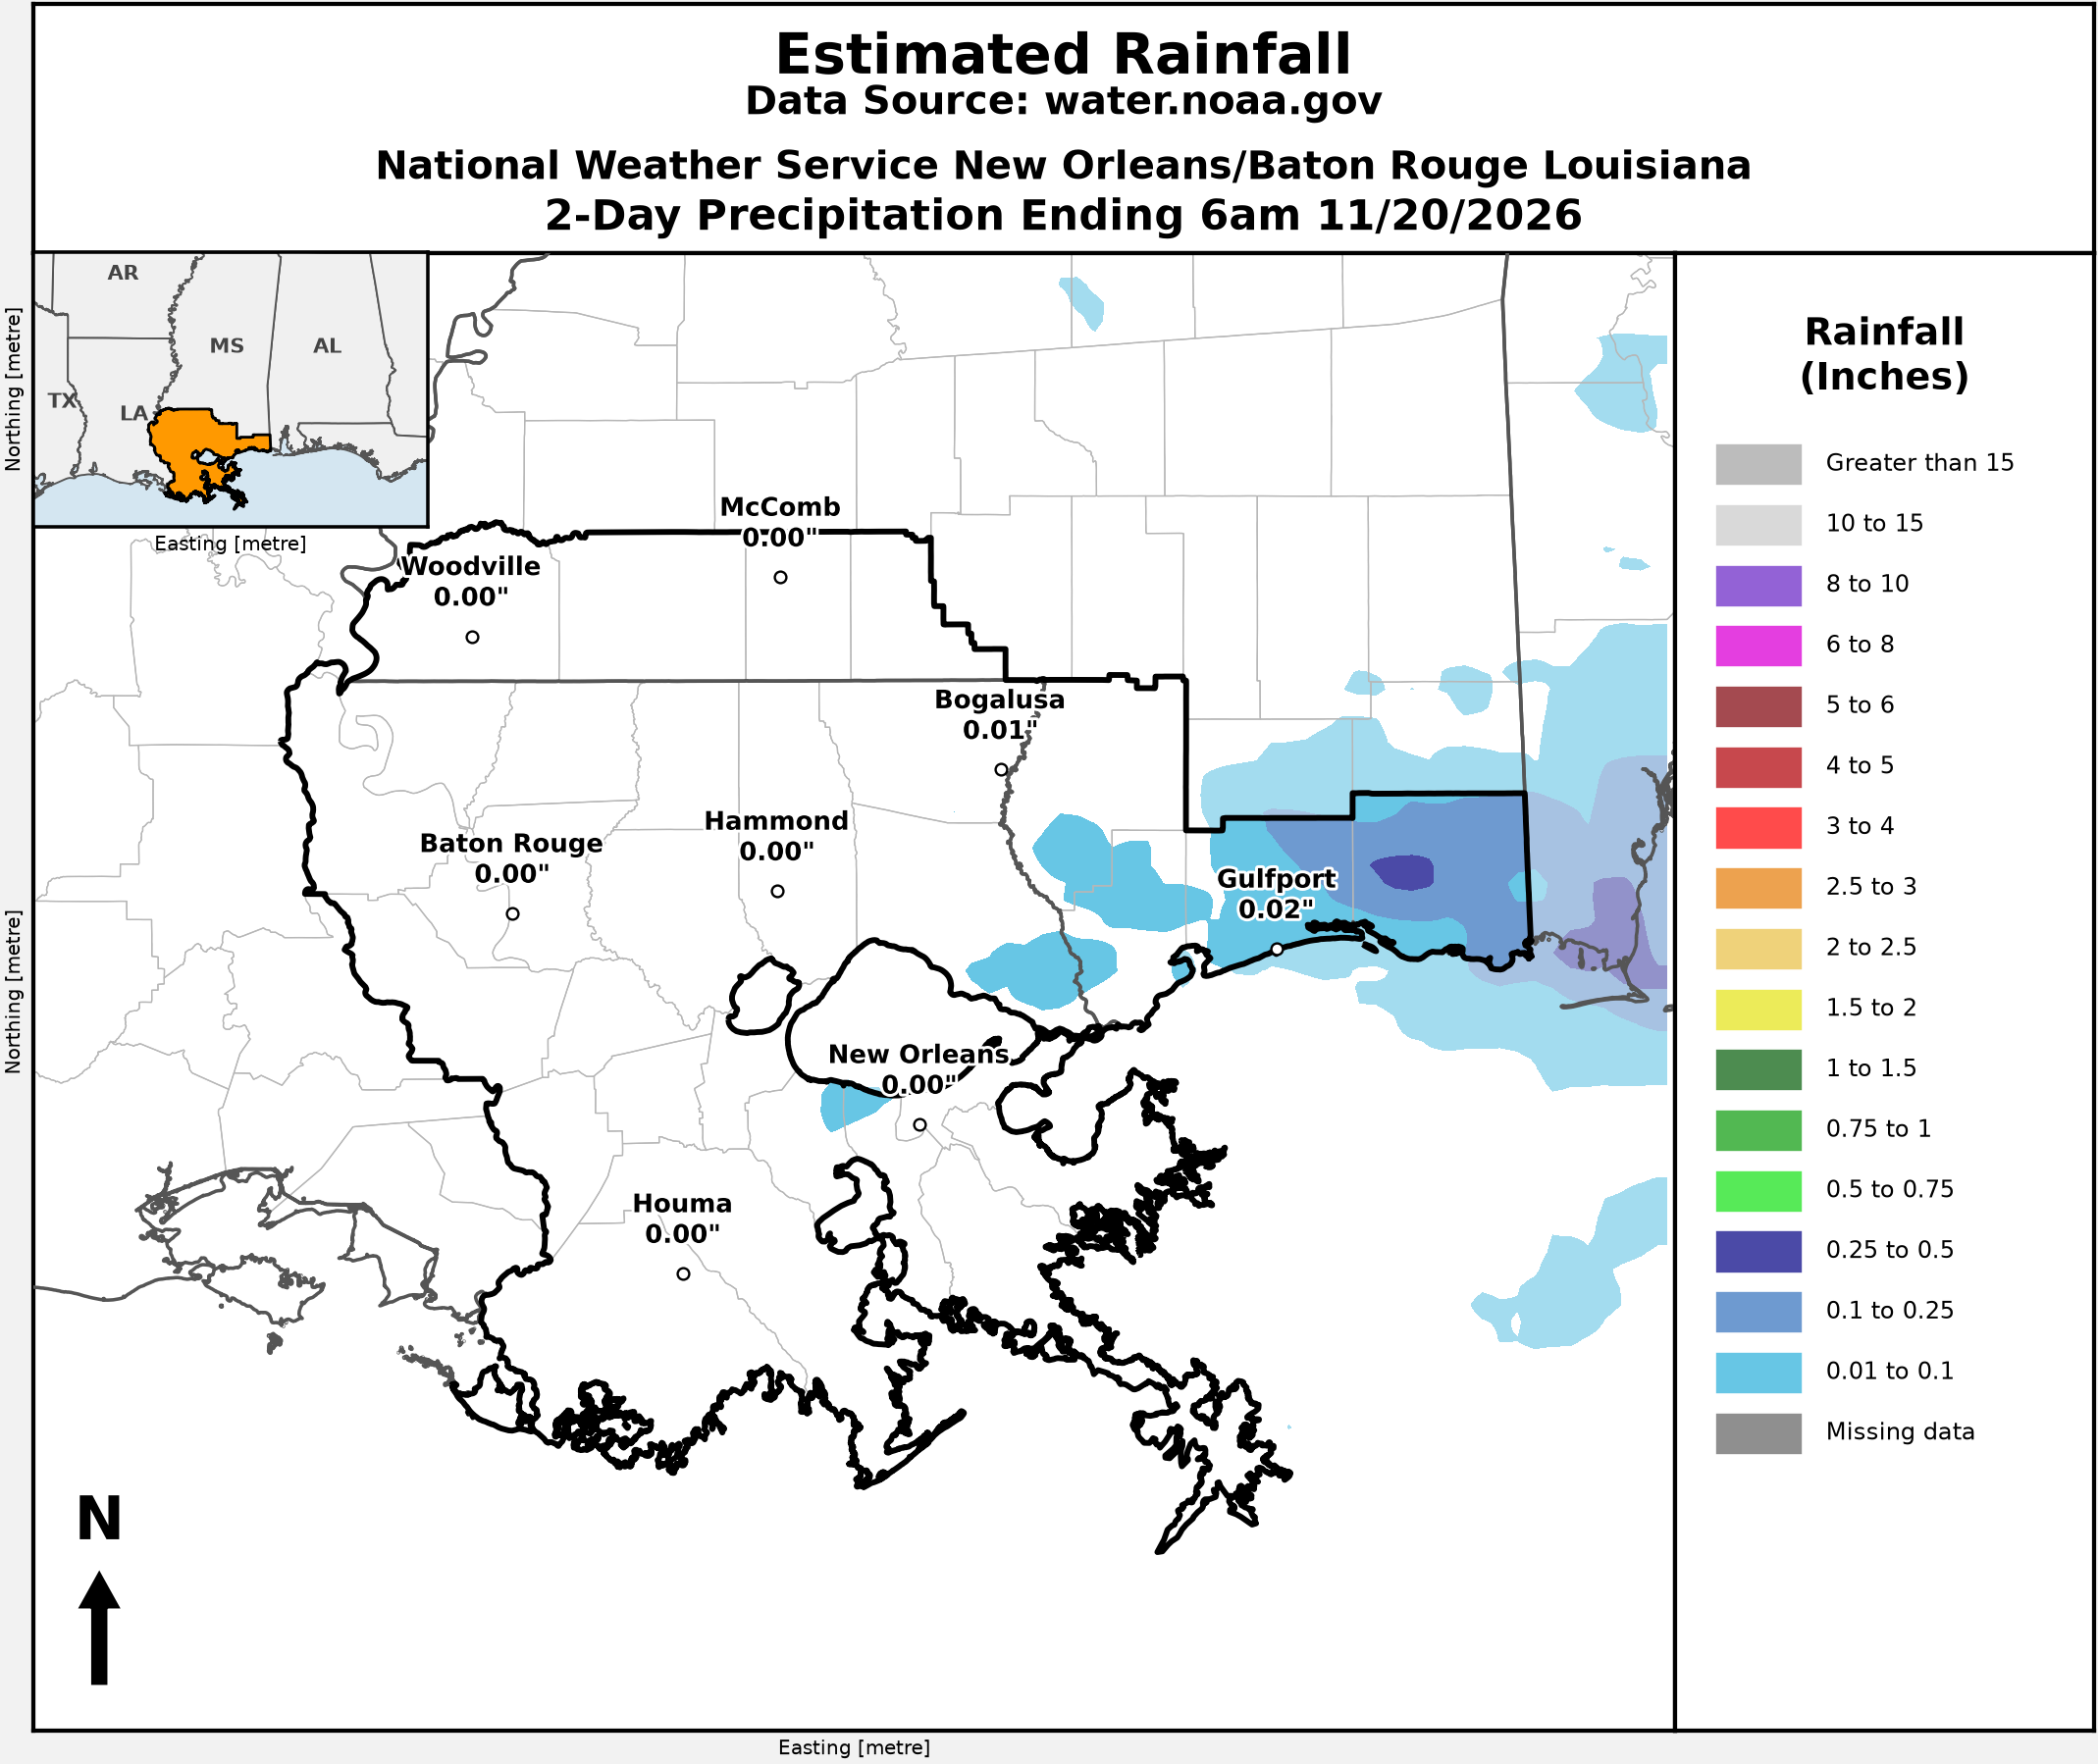 Estimated Rainfall
Data Source: water.noaa.gov
National Weather Service New Orleans/Baton Rouge Louisiana
2-Day Precipitation Ending 6am 11/20/2026
AR
MS
AL
TX
LA
Northing [metre]
Easting [metre]
McComb
0.00"
Woodville
0.00"
Bogalusa
0.01"
Hammond
0.00"
Baton Rouge
0.00"
Gulfport
0.02"
New Orleans
0.00"
Houma
0.00"
N
Northing [metre]
Easting [metre]
Rainfall
(Inches)
Greater than 15
10 to 15
8 to 10
6 to 8
5 to 6
4 to 5
3 to 4
2.5 to 3
2 to 2.5
1.5 to 2
1 to 1.5
0.75 to 1
0.5 to 0.75
0.25 to 0.5
0.1 to 0.25
0.01 to 0.1
Missing data